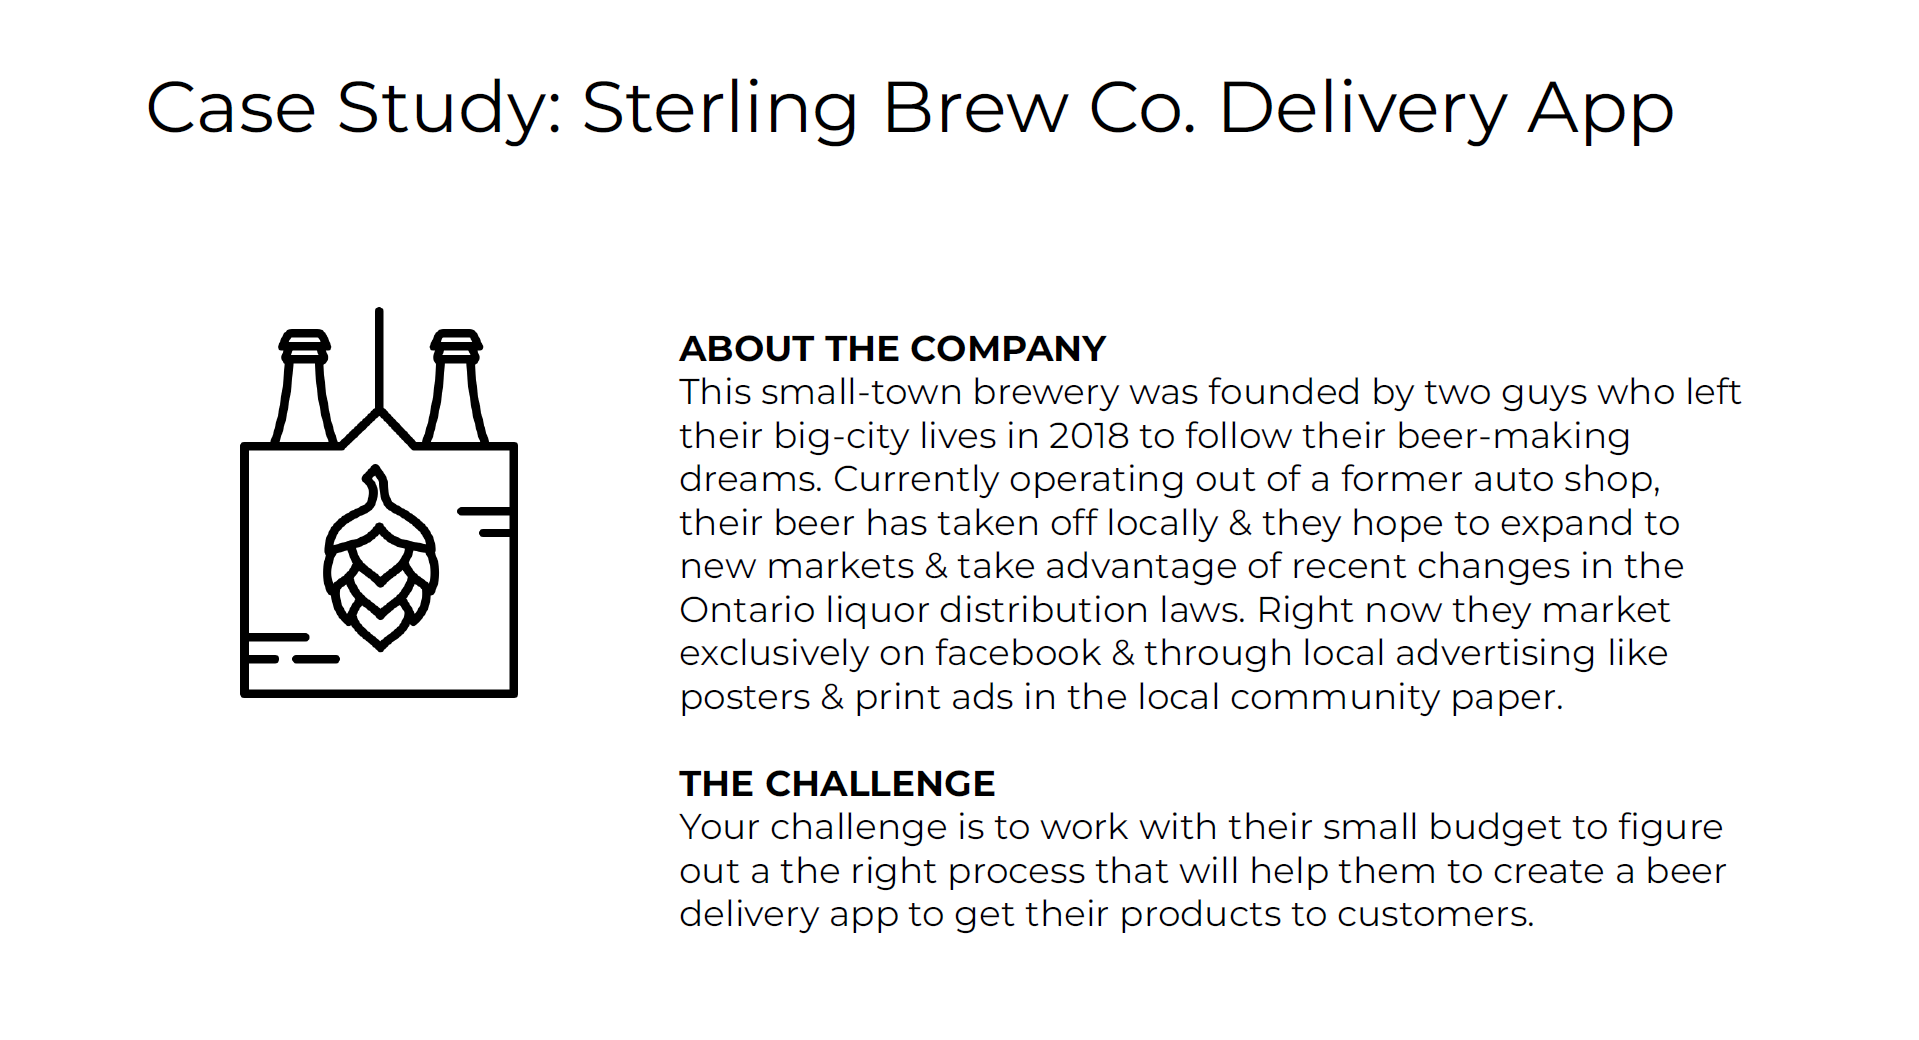 Case Study: Sterling Brew Co. Delivery App
ABOUT THE COMPANY
This small-town brewery was founded by two guys who left
their big-city lives in 2018 to follow their beer-making
dreams. Currently operating out of a former auto shop,
their beer has taken off locally & they hope to expand to
new markets & take advantage of recent changes in the
Ontario liquor distribution laws. Right now they market
exclusively on facebook & through local advertising like
posters & print ads in the local community paper.
THE CHALLENGE
Your challenge is to work with their small budget to figure
out a the right process that will help them to create a beer
delivery app to get their products to customers.